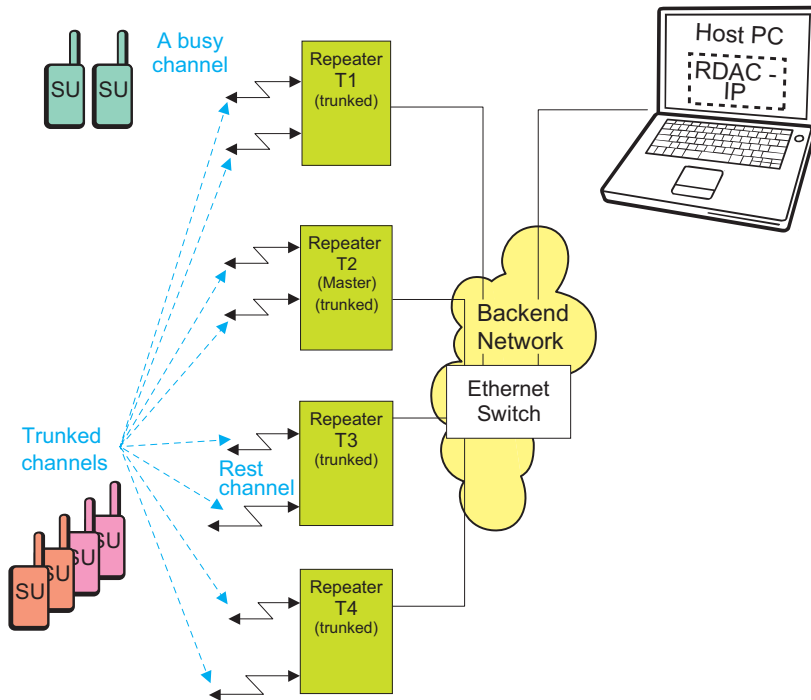 A busy
channel
SU
SU
Repeater
T1
(trunked)
Host PC
RDAC -
IP
Repeater
T2
(Master)
(trunked)
Backend
Network
Ethernet
Switch
Trunked
channels
Repeater
T3
(trunked)
Rest
channel
SU
SU
SU
SU
Repeater
T4
(trunked)